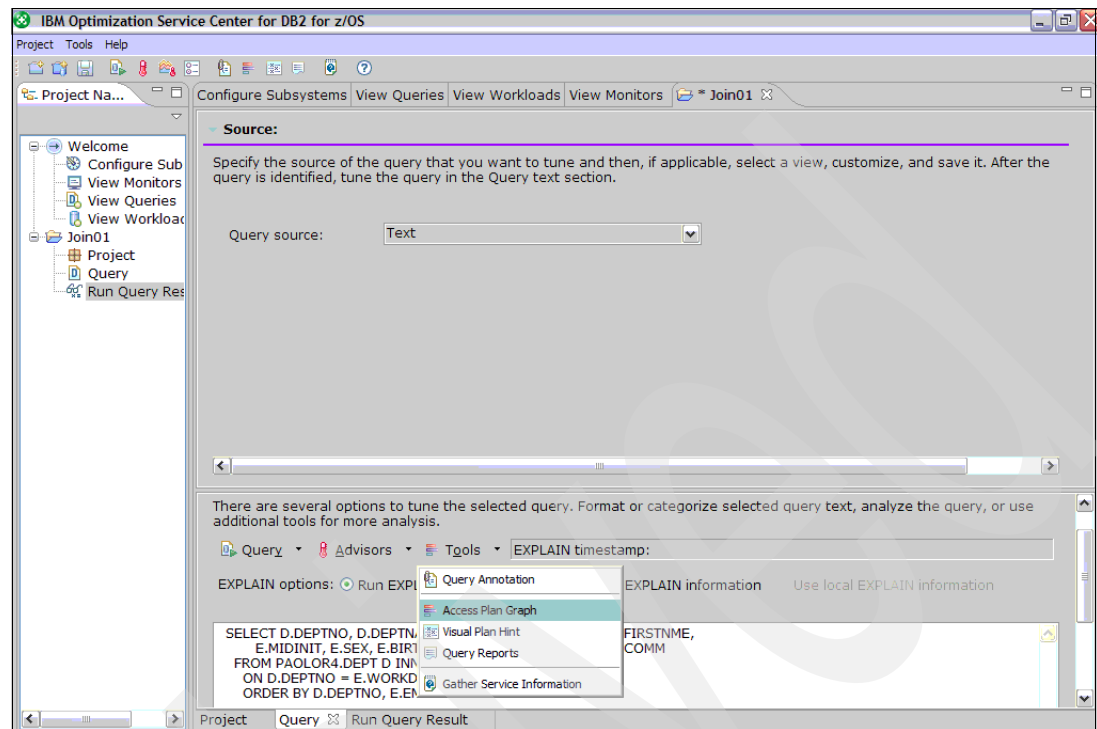 IBM Optimization Service Center for DB2 for z/OS
Project Tools Help
Project Na...
Configure Subsystems View Queries View Workloads View Monitors * Join01
Welcome
Configure Sub
View Monitors
View Queries
View Workload
Join01
Project
Query
Run Query Res
Source:
Specify the source of the query that you want to tune and then, if applicable, select a view, customize, and save it. After the
query is identified, tune the query in the Query text section.
Query source: Text
There are several options to tune the selected query. Format or categorize selected query text, analyze the query, or use
additional tools for more analysis.
Query Advisors Tools EXPLAIN timestamp:
EXPLAIN options: Run EXPL EXPLAIN information Use local EXPLAIN information
Query Annotation
Access Plan Graph
Visual Plan Hint
Query Reports
Gather Service Information
SELECT D.DEPTNO, D.DEPTNA FIRSTNME,
E.MIDINIT, E.SEX, E.BIRT COMM
FROM PAOLOR4.DEPT D INN
ON D.DEPTNO = E.WORKD
ORDER BY D.DEPTNO, E.EM
Project Query Run Query Result